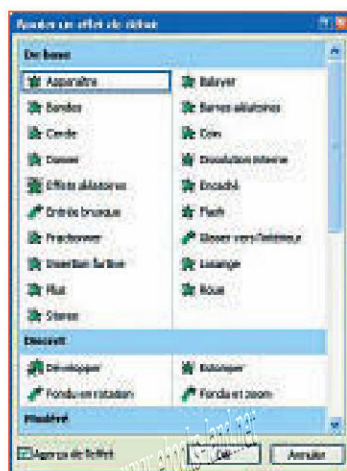 Ajouter un effet de début
De base
Apparaître Balayer
Bandes Barres aléatoires
Cercle Coin
Damier Dissolution interne
Effets aléatoires Encadré
Entrée brusque Flash
Fractionner Glisser vers l'intérieur
Insertion furtive Losange
Plus Roue
Stores
Discret
Développer Estomper
Fondu en rotation Fondu et zoom
Modéré
Aperçu de l'effet OK Annuler